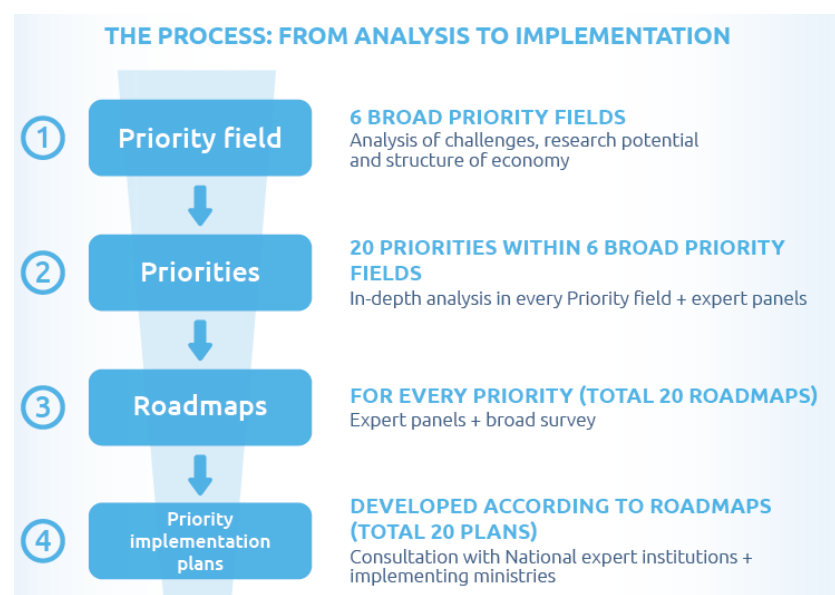 THE PROCESS: FROM ANALYSIS TO IMPLEMENTATION
1
Priority field
6 BROAD PRIORITY FIELDS
Analysis of challenges, research potential
and structure of economy
2
Priorities
20 PRIORITIES WITHIN 6 BROAD PRIORITY
FIELDS
In-depth analysis in every Priority field + expert panels
3
Roadmaps
FOR EVERY PRIORITY (TOTAL 20 ROADMAPS)
Expert panels + broad survey
4
Priority
implementation
plans
DEVELOPED ACCORDING TO ROADMAPS
(TOTAL 20 PLANS)
Consultation with National expert institutions +
implementing ministries